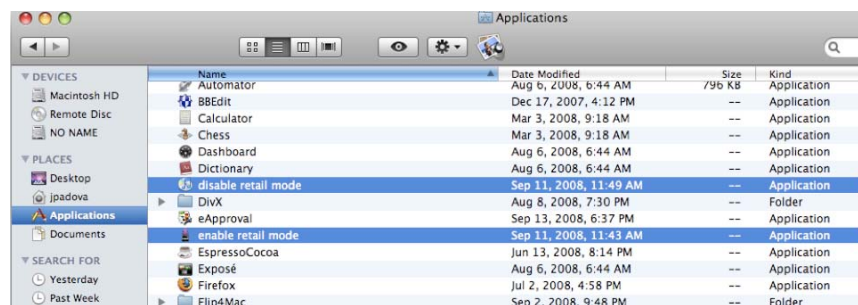 Applications
DEVICES
Macintosh HD
Remote Disc
NO NAME
PLACES
Desktop
jpadova
Applications
Documents
SEARCH FOR
Yesterday
Past Week
Name Date Modified Size Kind
Automator Aug 6, 2008, 6:44 AM 796 KB Application
BBEdit Dec 17, 2007, 4:12 PM -- Application
Calculator Mar 3, 2008, 9:18 AM -- Application
Chess Mar 3, 2008, 9:18 AM -- Application
Dashboard Aug 6, 2008, 6:44 AM -- Application
Dictionary Aug 6, 2008, 6:44 AM -- Application
disable retail mode Sep 11, 2008, 11:49 AM -- Application
DivX Aug 8, 2008, 7:30 PM -- Folder
eApproval Sep 13, 2008, 6:37 PM -- Application
enable retail mode Sep 11, 2008, 11:43 AM -- Application
EspressoCocoa Jun 13, 2008, 8:14 PM -- Application
Exposé Aug 6, 2008, 6:44 AM -- Application
Firefox Jul 2, 2008, 4:58 PM -- Application
Flip4Mac Sep 2, 2008, 9:48 PM -- Folder